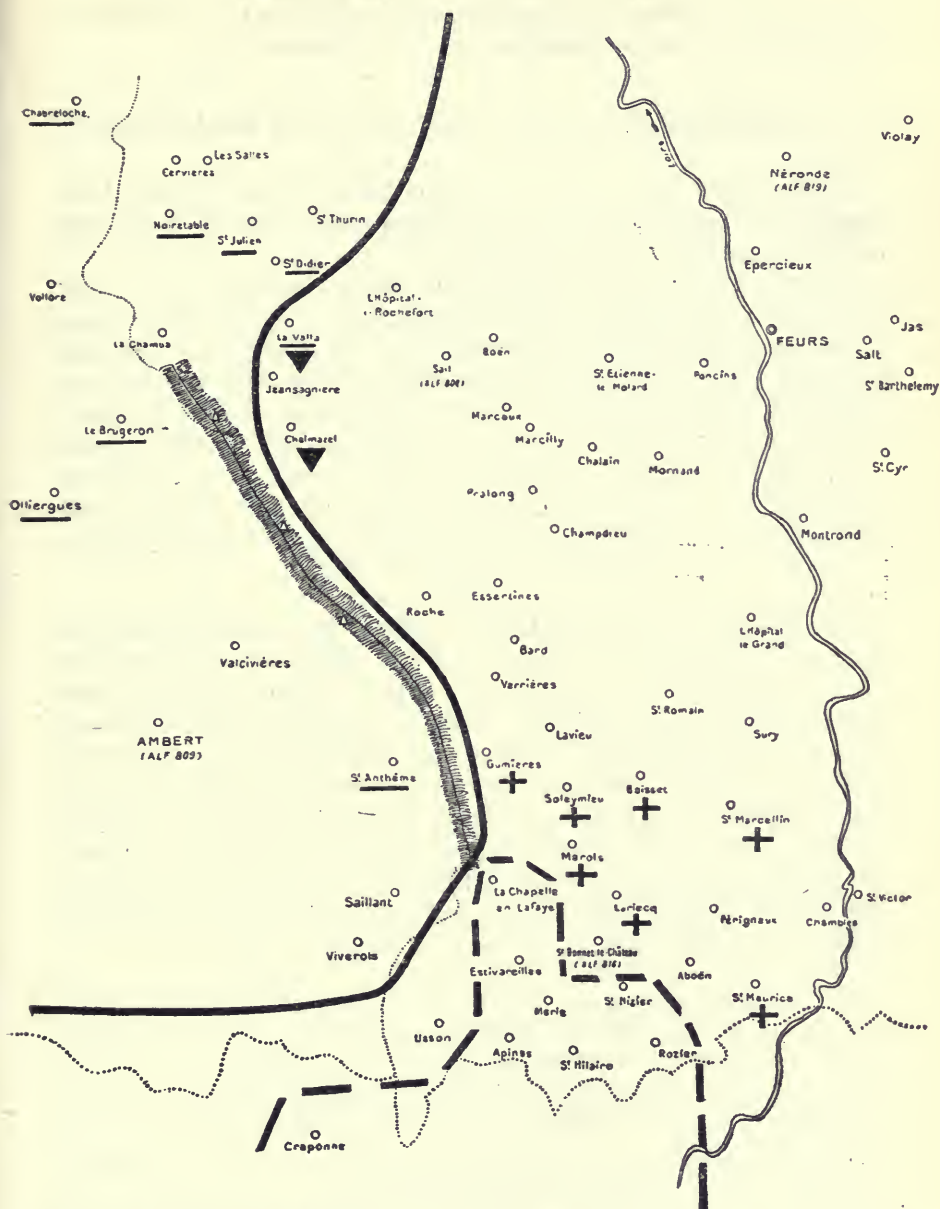 Chabreloche
Violay
Les Salles
Cervières
Néronde
(ALF 819)
Noiretable
St Thurin
St Julien
Loire
Epercieux
St Didier
Vollore
L'Hôpital-
s-Rochefort
Jas
FEURS
Salt
La Valla
La Chamba
Boën
Sail
(ALF 808)
St Etienne-
le Molard
Poncins
St Barthelemy
Jeansagnière
Marcoux
Le Brugeron
Chalmazel
Marcilly
Chalain
Mornand
St Cyr
Pralong
Olliergues
Champdieu
Montrond
Essertines
Roche
L'Hôpital
le Grand
Bard
Valcivières
Verrières
St Romain
Lavieu
Sury
AMBERT
(ALF 809)
St Anthème
Gumières
Soleymieu
Boisset
St Marcellin
Marols
La Chapelle
en Lafaye
Saillant
Luriecq
Périgneux
Chambles
St Victor
Viverols
St Bonnet-le-Château
(ALF 816)
Estivareilles
Aboën
St Nizier
St Maurice
Merle
Usson
Apinac
St Hilaire
Rozier
Craponne